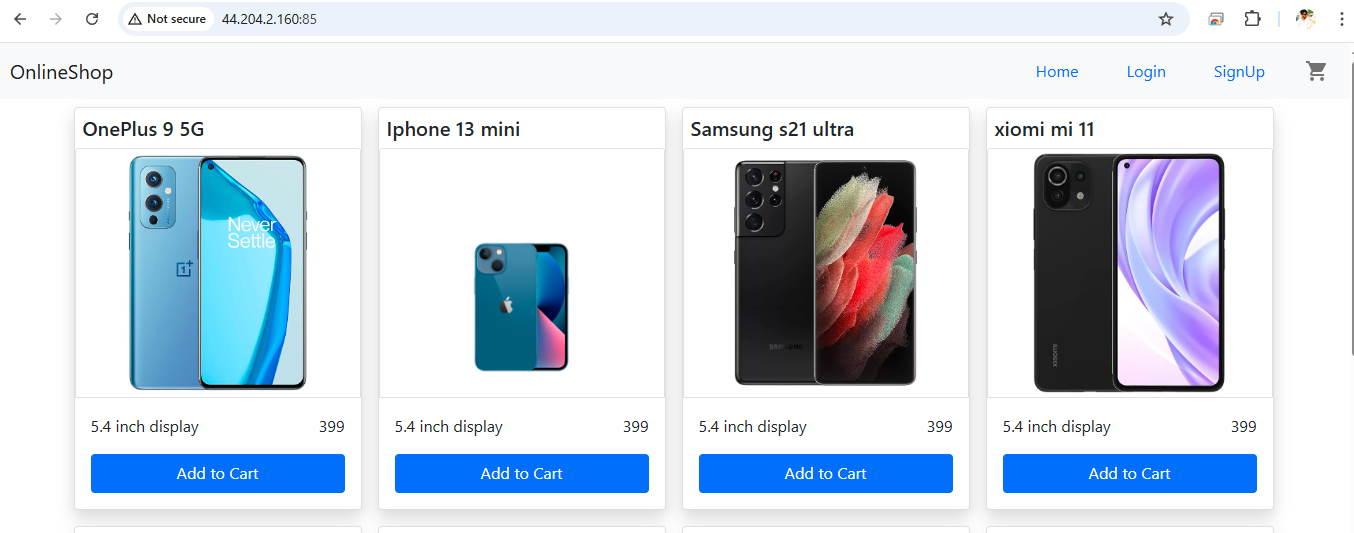 Not secure 44.204.2.160:85
OnlineShop Home Login SignUp
OnePlus 9 5G Iphone 13 mini Samsung s21 ultra xiomi mi 11
Never
Settle
SAMSUNG
XIAOMI
5.4 inch display 399 5.4 inch display 399 5.4 inch display 399 5.4 inch display 399
Add to Cart Add to Cart Add to Cart Add to Cart